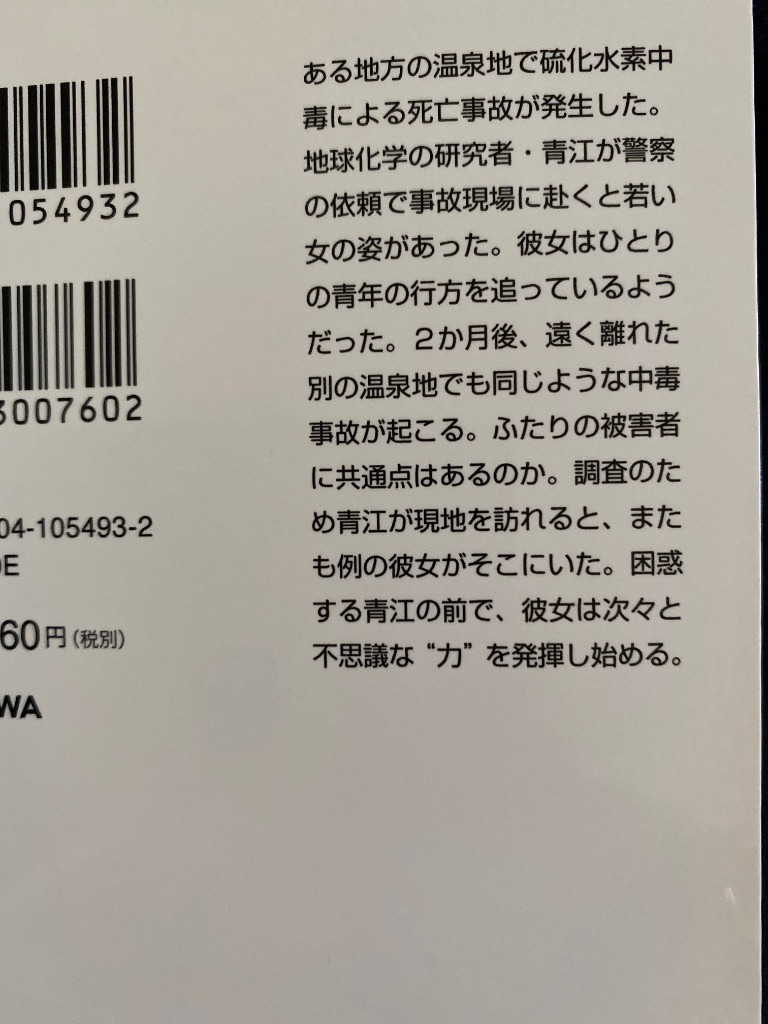 054932
3007602
04-105493-2
0E
60円(税別)
WA
ある地方の温泉地で硫化水素中
毒による死亡事故が発生した。
地球化学の研究者・青江が警察
の依頼で事故現場に赴くと若い
女の姿があった。彼女はひとり
の青年の行方を追っているよう
だった。2か月後、遠く離れた
別の温泉地でも同じような中毒
事故が起こる。ふたりの被害者
に共通点はあるのか。調査のた
め青江が現地を訪れると、また
も例の彼女がそこにいた。困惑
する青江の前で、彼女は次々と
不思議な“力”を発揮し始める。